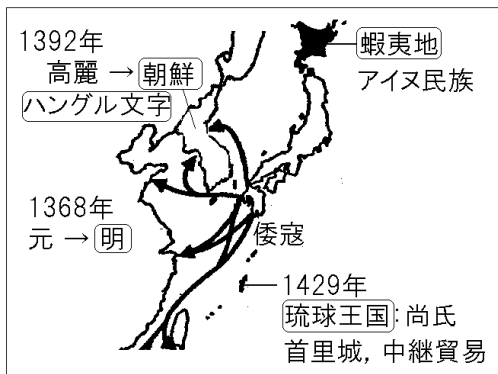 1392年
高麗 → 朝鮮
ハングル文字
蝦夷地
アイヌ民族
1368年
元 → 明
倭寇
1429年
琉球王国: 尚氏
首里城, 中継貿易